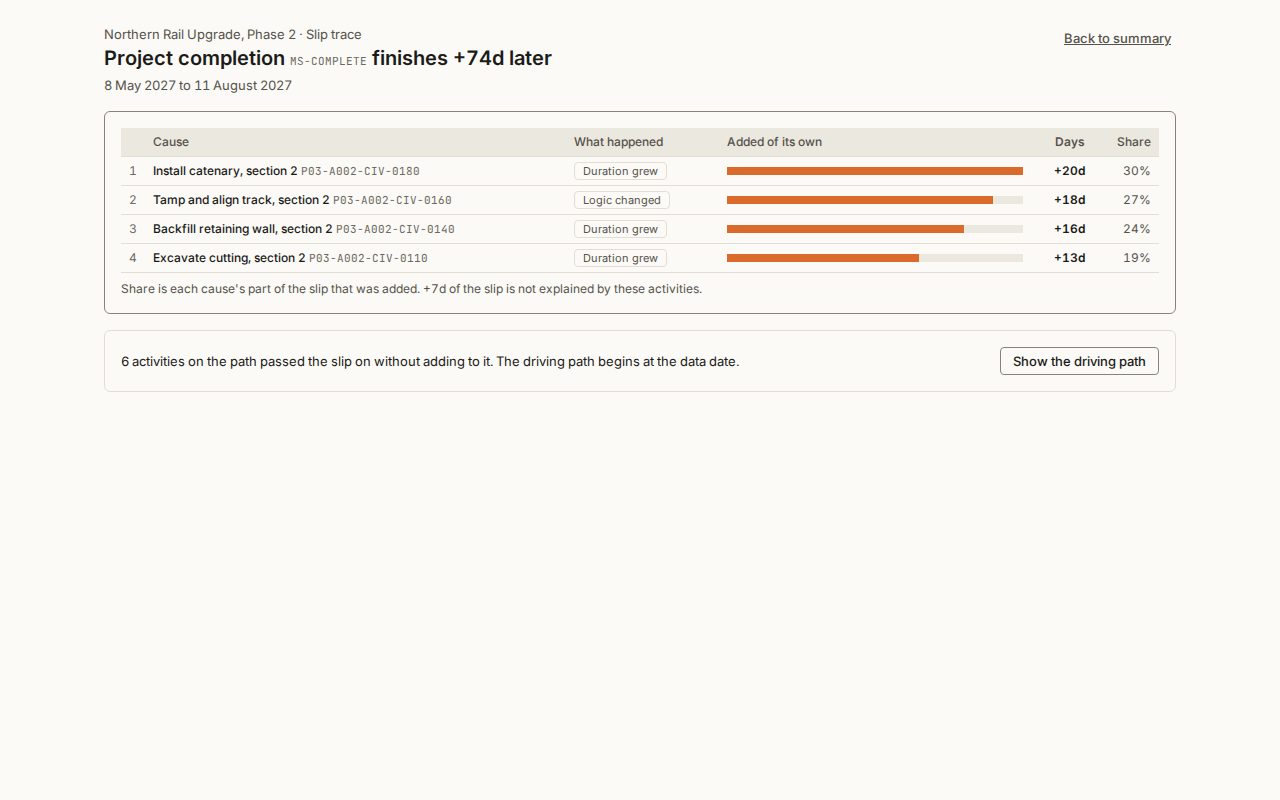 Northern Rail Upgrade, Phase 2 · Slip trace
Back to summary
Project completion MS-COMPLETE finishes +74d later
8 May 2027 to 11 August 2027
Cause What happened Added of its own Days Share
1 Install catenary, section 2 P03-A002-CIV-0180 Duration grew +20d 30%
2 Tamp and align track, section 2 P03-A002-CIV-0160 Logic changed +18d 27%
3 Backfill retaining wall, section 2 P03-A002-CIV-0140 Duration grew +16d 24%
4 Excavate cutting, section 2 P03-A002-CIV-0110 Duration grew +13d 19%
Share is each cause's part of the slip that was added. +7d of the slip is not explained by these activities.
6 activities on the path passed the slip on without adding to it. The driving path begins at the data date. Show the driving path